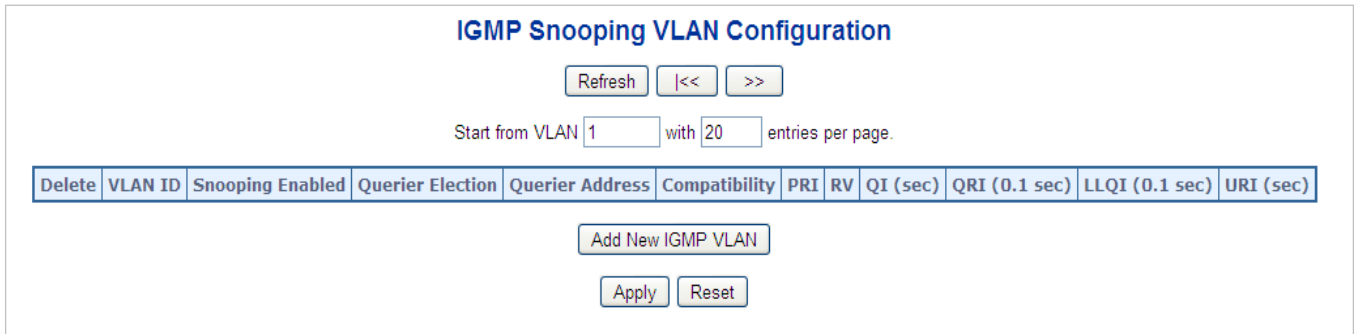 IGMP Snooping VLAN Configuration
Refresh |<< >>
Start from VLAN 1 with 20 entries per page.
Delete VLAN ID Snooping Enabled Querier Election Querier Address Compatibility PRI RV QI (sec) QRI (0.1 sec) LLQI (0.1 sec) URI (sec)
Add New IGMP VLAN
Apply Reset